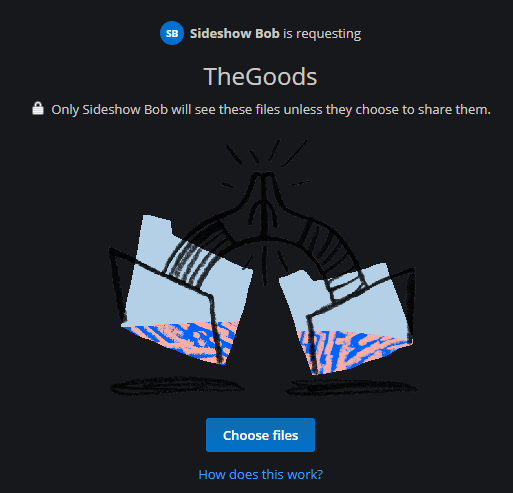 SB Sideshow Bob is requesting
TheGoods
Only Sideshow Bob will see these files unless they choose to share them.
Choose files
How does this work?